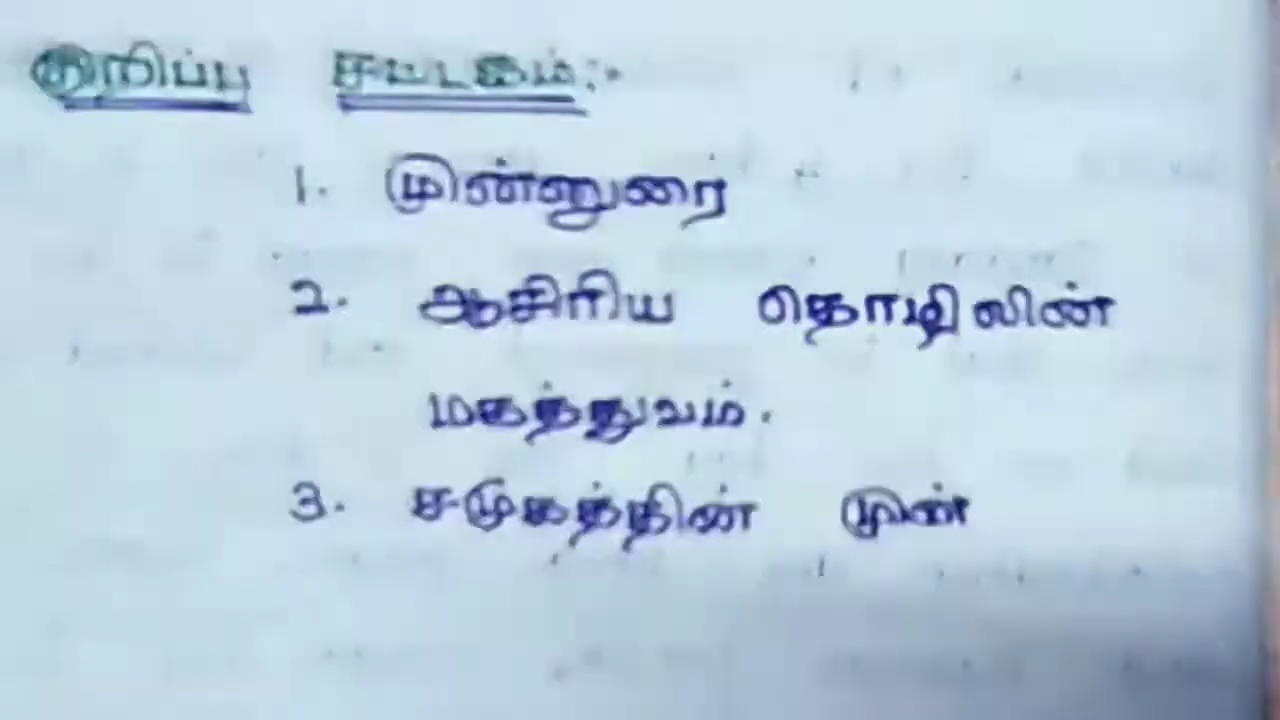 குறிப்பு சட்டகம்:-
1. முன்னுரை
2. ஆசிரிய தொழிலின்
மகத்துவம்.
3. சமுகத்தின் முன்